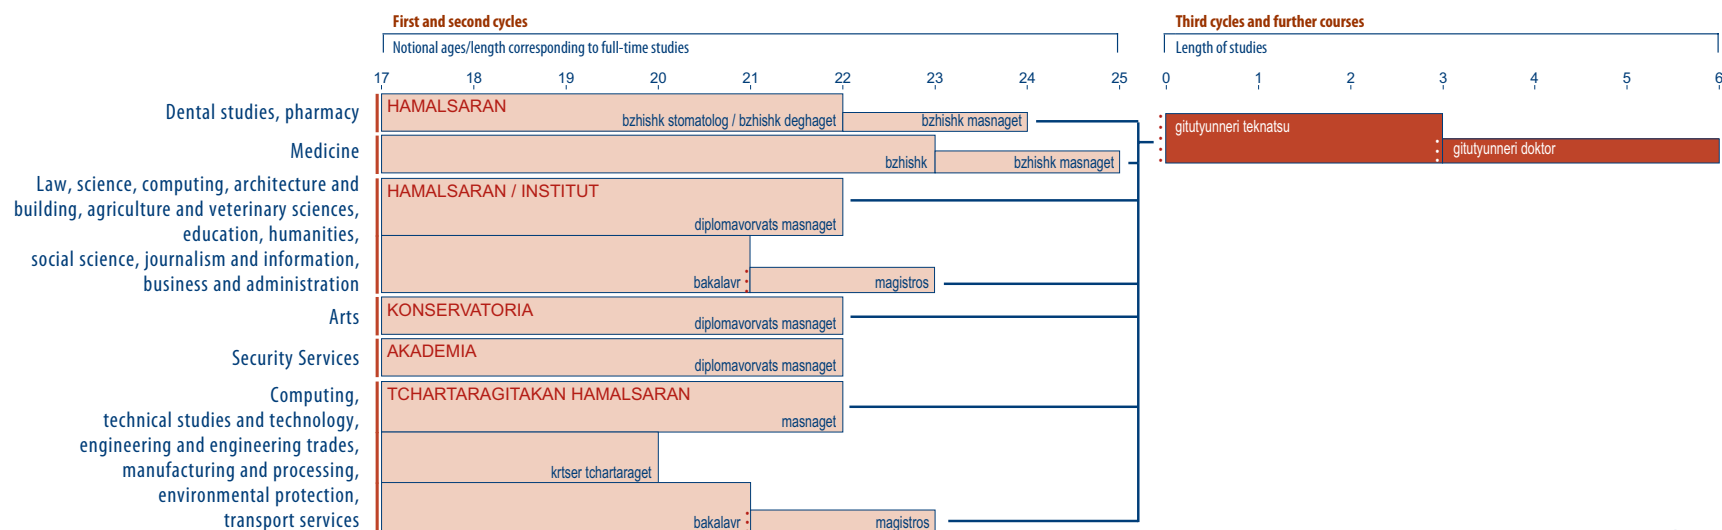 First and second cycles
Third cycles and further courses
Notional ages/length corresponding to full-time studies
Length of studies
17 18 19 20 21 22 23 24 25
0 1 2 3 4 5 6
Dental studies, pharmacy
HAMALSARAN
bzhishk stomatolog / bzhishk deghaget
bzhishk masnaget
gitutyunneri teknatsu
gitutyunneri doktor
Medicine
bzhishk
bzhishk masnaget
Law, science, computing, architecture and
building, agriculture and veterinary sciences,
education, humanities,
social science, journalism and information,
business and administration
HAMALSARAN / INSTITUT
diplomavorvats masnaget
bakalavr
magistros
Arts
KONSERVATORIA
diplomavorvats masnaget
Security Services
AKADEMIA
diplomavorvats masnaget
Computing,
technical studies and technology,
engineering and engineering trades,
manufacturing and processing,
environmental protection,
transport services
TCHARTARAGITAKAN HAMALSARAN
masnaget
krtser tchartaraget
bakalavr
magistros